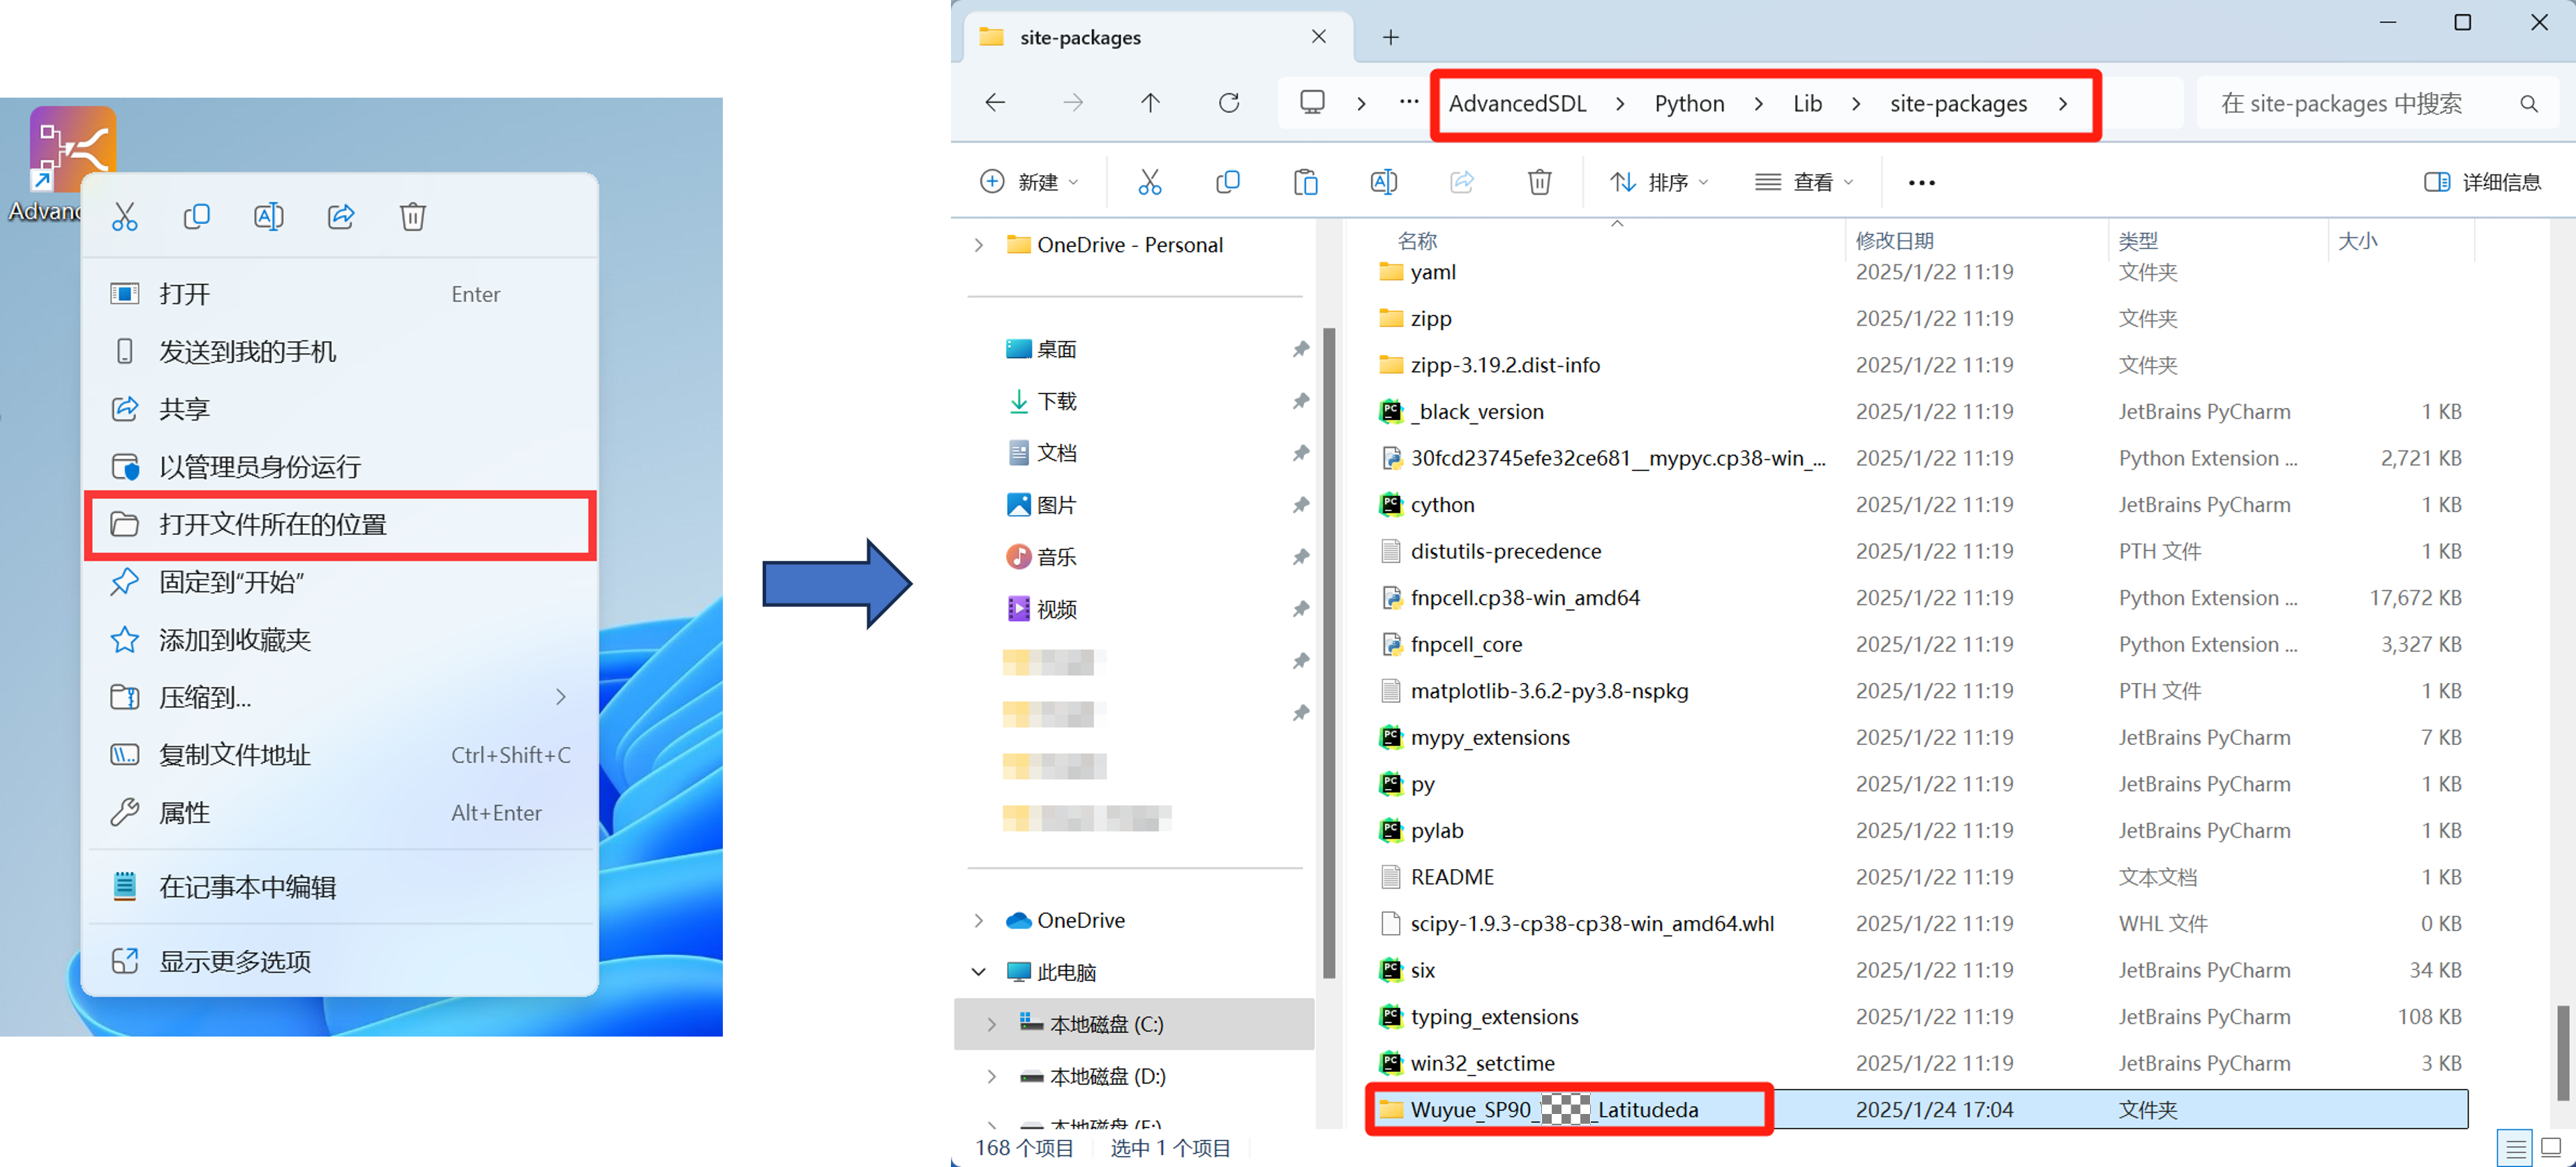 Advanc
打开 Enter
发送到我的手机
共享
以管理员身份运行
打开文件所在的位置
固定到“开始”
添加到收藏夹
压缩到...
复制文件地址 Ctrl+Shift+C
属性 Alt+Enter
在记事本中编辑
显示更多选项
site-packages
AdvancedSDL > Python > Lib > site-packages >
在 site-packages 中搜索
新建
排序
查看
详细信息
OneDrive - Personal
桌面
下载
文档
图片
音乐
视频
OneDrive
此电脑
本地磁盘 (C:)
本地磁盘 (D:)
本地磁盘 (E:)
名称 修改日期 类型 大小
yaml 2025/1/22 11:19 文件夹
zipp 2025/1/22 11:19 文件夹
zipp-3.19.2.dist-info 2025/1/22 11:19 文件夹
_black_version 2025/1/22 11:19 JetBrains PyCharm 1 KB
30fcd23745efe32ce681__mypyc.cp38-win_... 2025/1/22 11:19 Python Extension ... 2,721 KB
cython 2025/1/22 11:19 JetBrains PyCharm 1 KB
distutils-precedence 2025/1/22 11:19 PTH 文件 1 KB
fnpcell.cp38-win_amd64 2025/1/22 11:19 Python Extension ... 17,672 KB
fnpcell_core 2025/1/22 11:19 Python Extension ... 3,327 KB
matplotlib-3.6.2-py3.8-nspkg 2025/1/22 11:19 PTH 文件 1 KB
mypy_extensions 2025/1/22 11:19 JetBrains PyCharm 7 KB
py 2025/1/22 11:19 JetBrains PyCharm 1 KB
pylab 2025/1/22 11:19 JetBrains PyCharm 1 KB
README 2025/1/22 11:19 文本文档 1 KB
scipy-1.9.3-cp38-cp38-win_amd64.whl 2025/1/22 11:19 WHL 文件 0 KB
six 2025/1/22 11:19 JetBrains PyCharm 34 KB
typing_extensions 2025/1/22 11:19 JetBrains PyCharm 108 KB
win32_setctime 2025/1/22 11:19 JetBrains PyCharm 3 KB
Wuyue_SP90_ _Latitudeda 2025/1/24 17:04 文件夹
168 个项目 选中 1 个项目